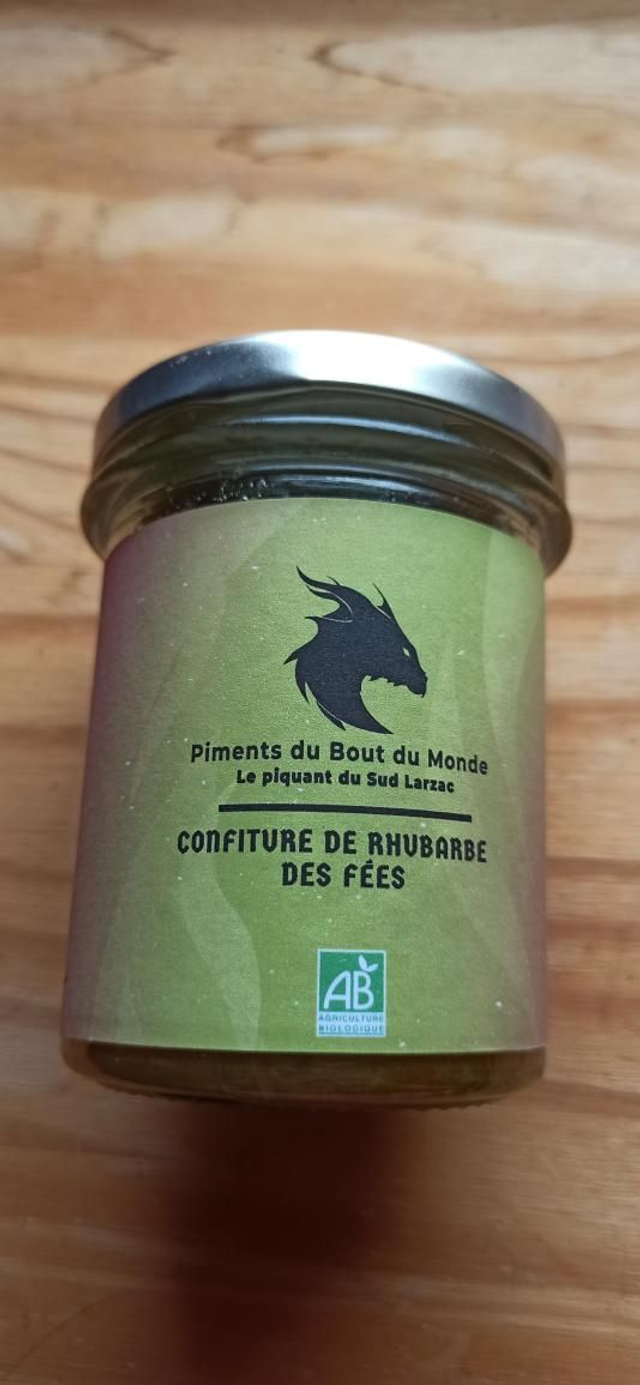 Piments du Bout du Monde
Le piquant du Sud Larzac
CONFITURE DE RHUBARBE
DES FÉES
AB
AGRICULTURE
BIOLOGIQUE